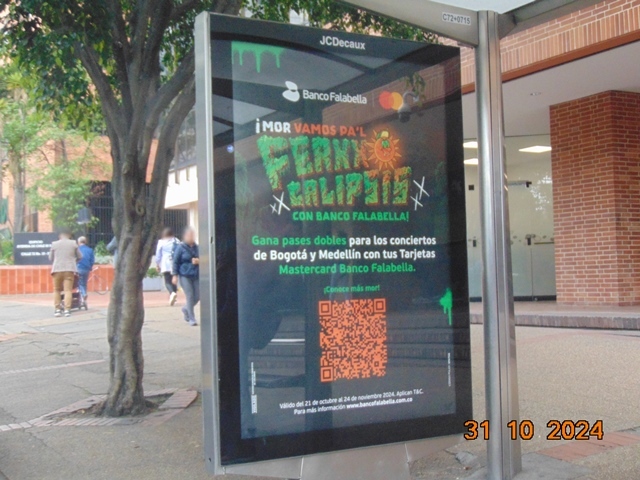 C72+0715
JCDecaux
Banco Falabella
¡MOR VAMOS PA'L
FERXXO
CALIPSIS
CON BANCO FALABELLA!
Gana pases dobles para los conciertos
de Bogotá y Medellín con tus Tarjetas
Mastercard Banco Falabella.
¡Conoce más mor!
Válido del 21 de octubre al 24 de noviembre 2024, Aplican T&C.
Para más información www.bancofalabella.com.co
31 10 2024